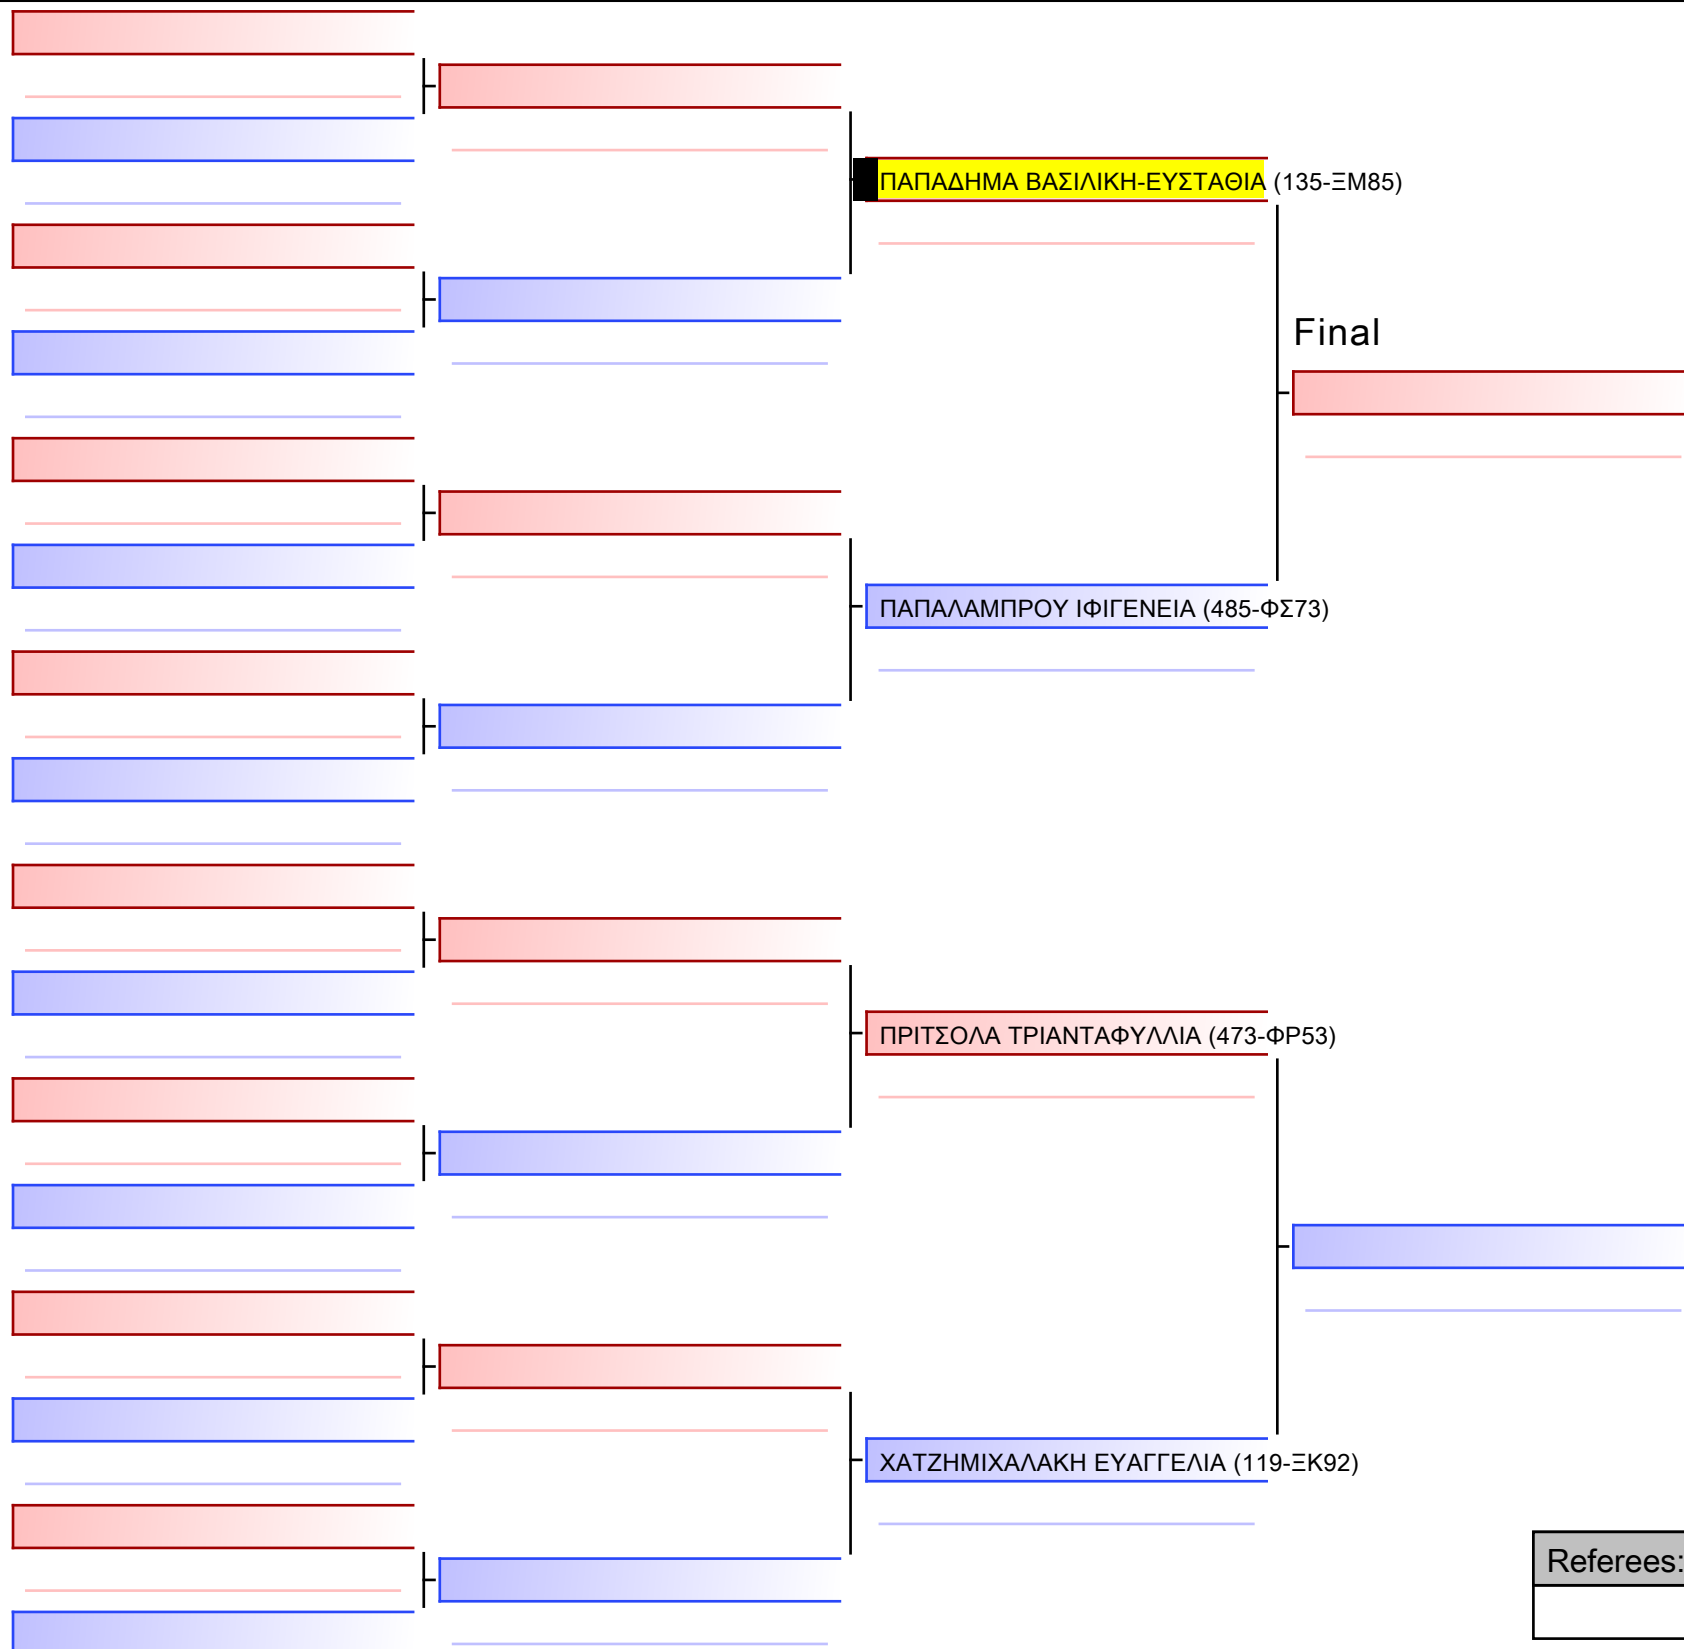 ΠΑΠΑΔΗΜΑ ΒΑΣΙΛΙΚΗ-ΕΥΣΤΑΘΙΑ (135-ΞΜ85)
Final
ΠΑΠΑΛΑΜΠΡΟΥ ΙΦΙΓΕΝΕΙΑ (485-ΦΣ73)
ΠΡΙΤΣΟΛΑ ΤΡΙΑΝΤΑΦΥΛΛΙΑ (473-ΦΡ53)
ΧΑΤΖΗΜΙΧΑΛΑΚΗ ΕΥΑΓΓΕΛΙΑ (119-ΞΚ92)
Referees: